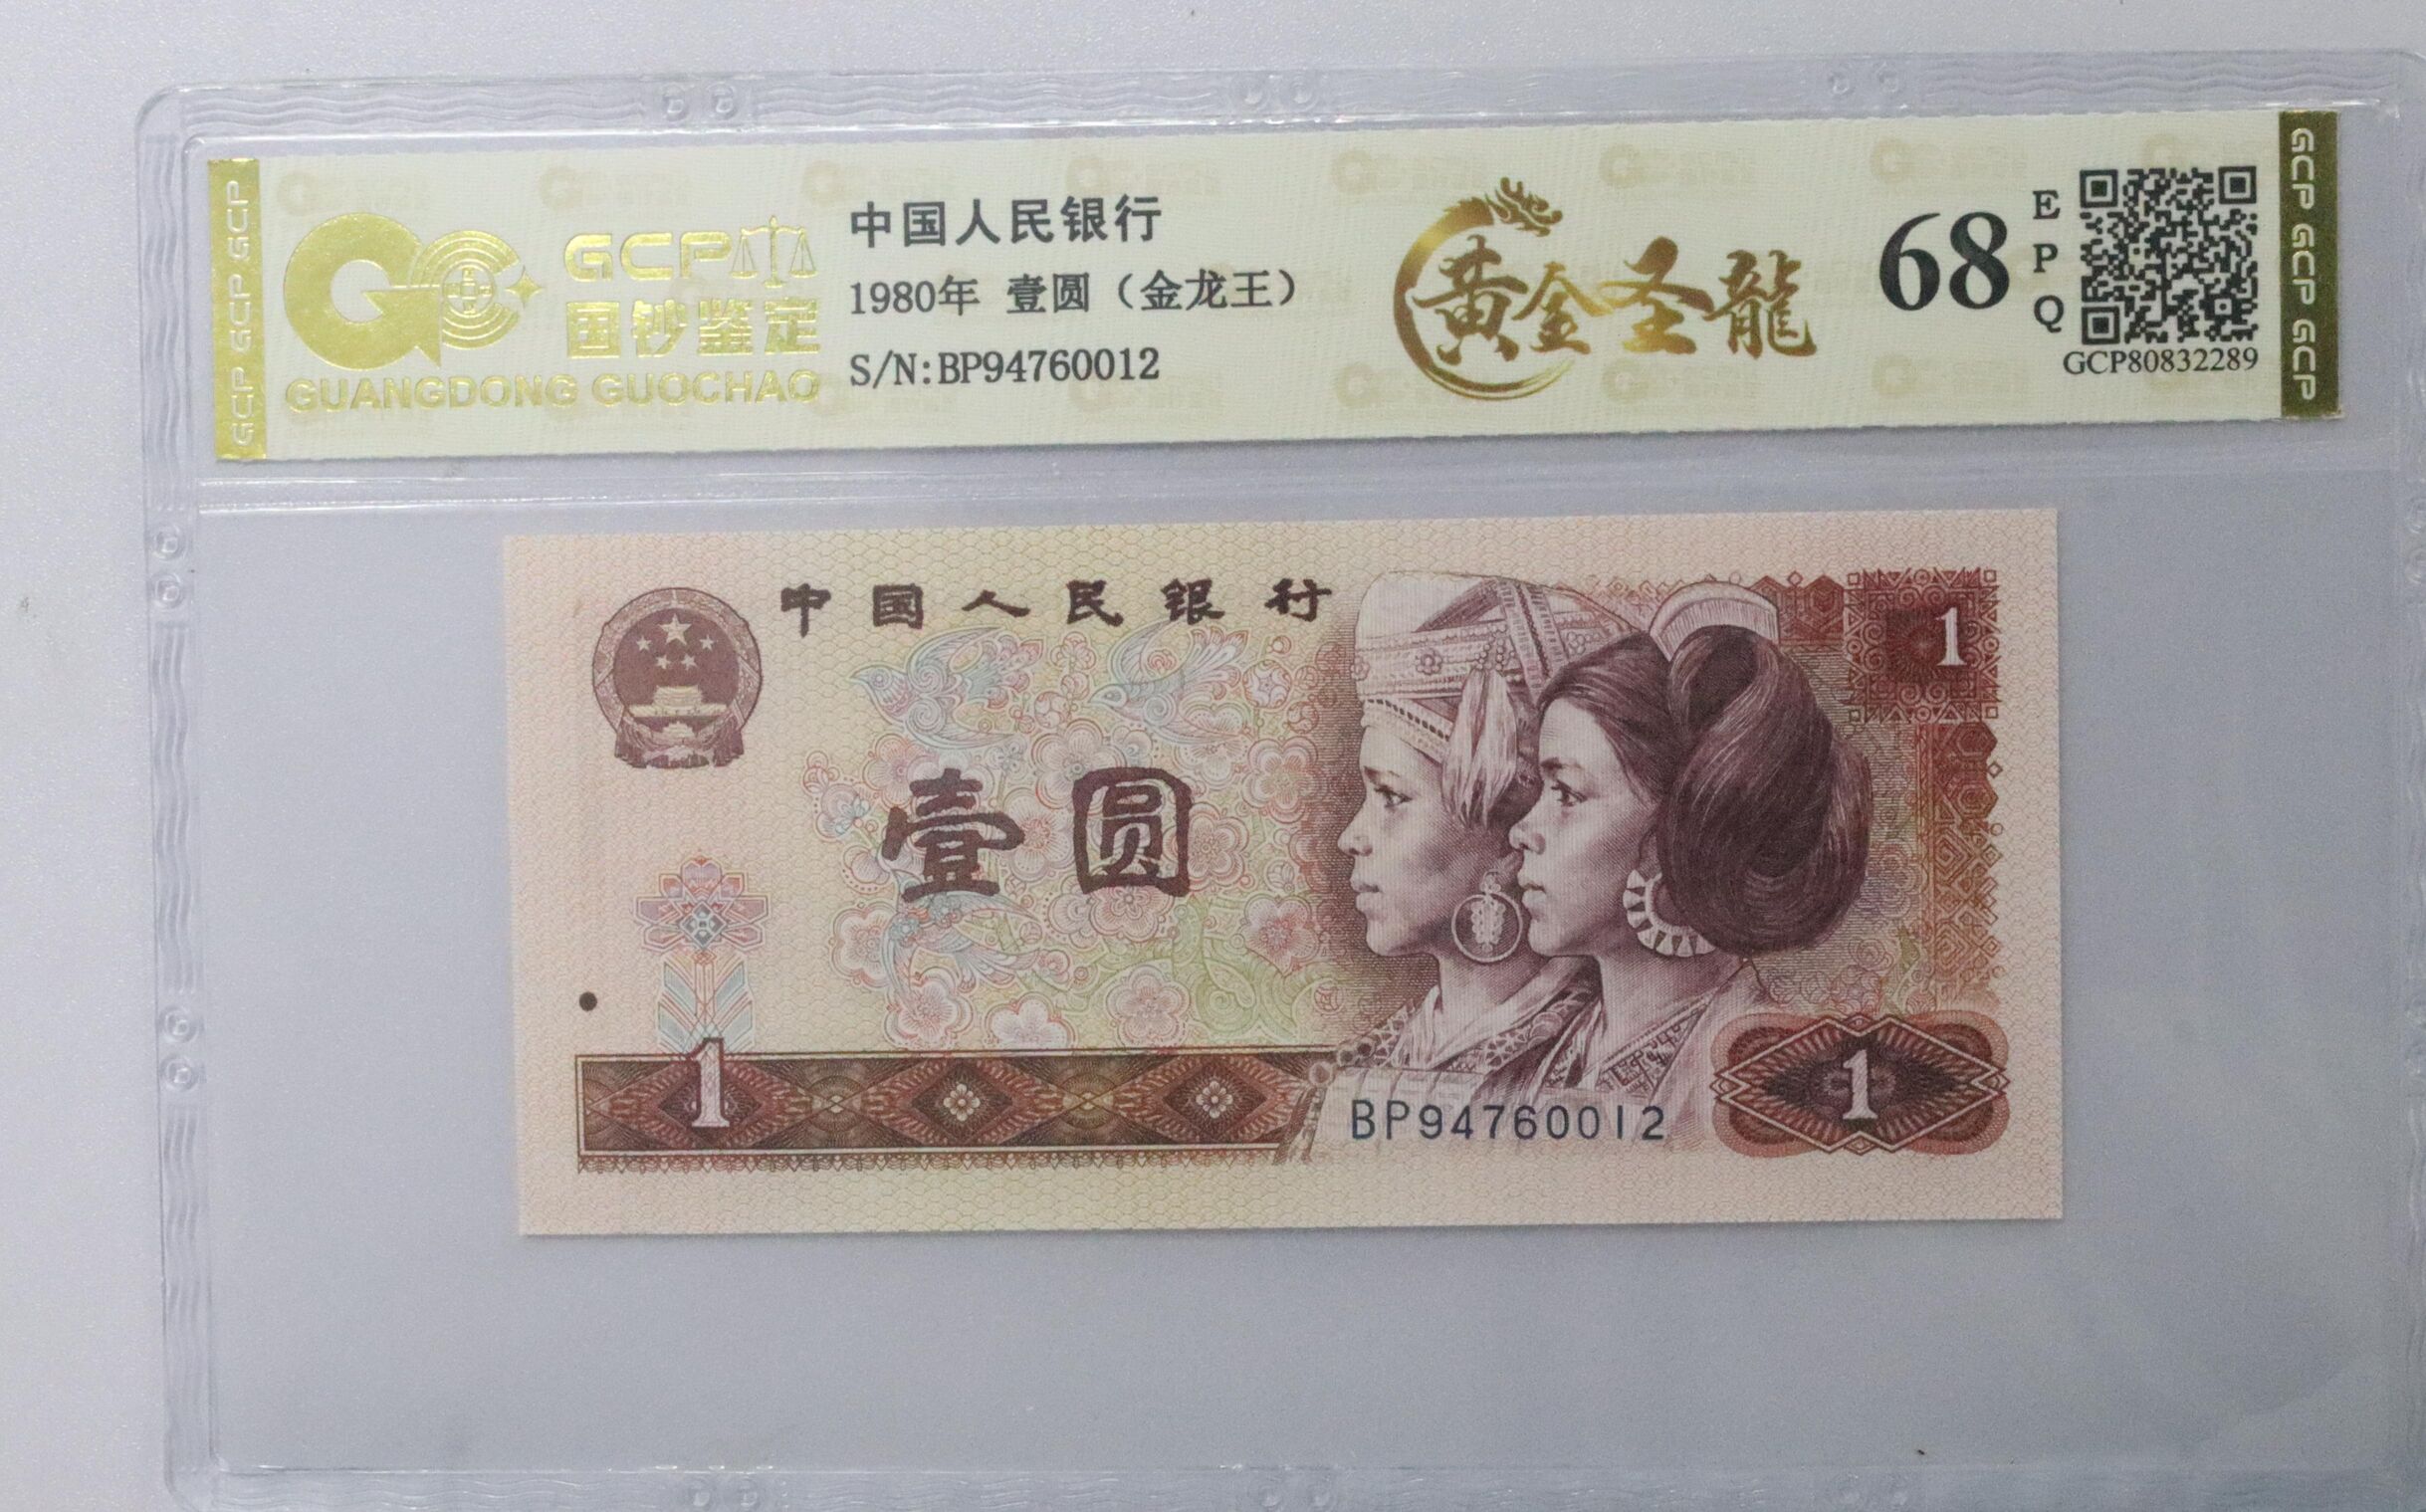 GCP GCP GCP
GCP
国钞鉴定
GUANGDONG GUOCHAO
中国人民银行
1980年 壹圆（金龙王）
S/N:BP94760012
黄金圣龍
68
E
P
Q
GCP80832289
GCP GCP GCP
中国人民银行
1
壹圆
1
BP94760012
1